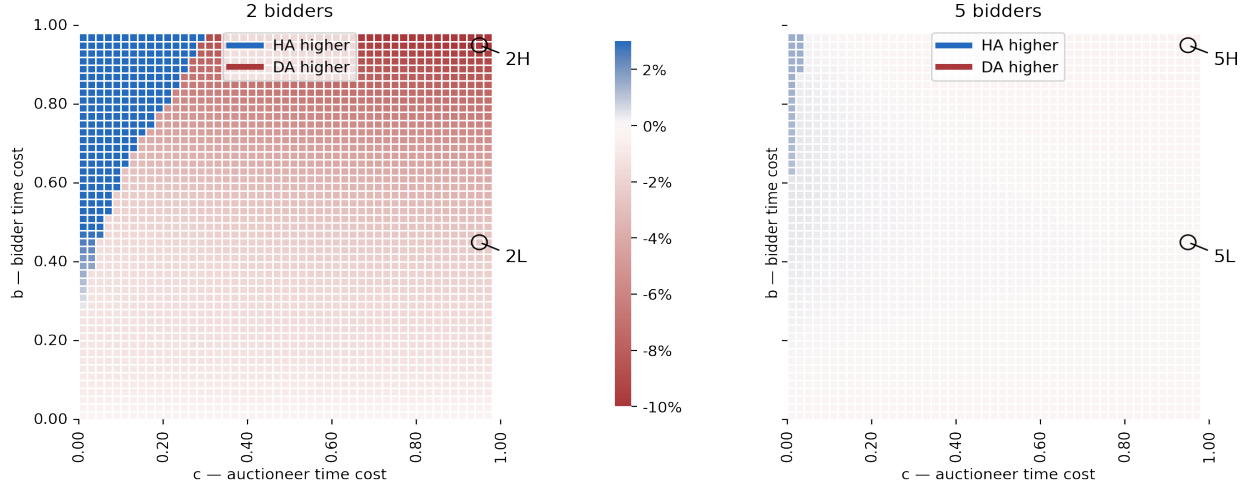 2 bidders
1.00
0.80
0.60
0.40
0.20
0.00
b — bidder time cost
HA higher
DA higher
2H
2L
0.00 0.20 0.40 0.60 0.80 1.00
c — auctioneer time cost
2%
0%
-2%
-4%
-6%
-8%
-10%
5 bidders
b — bidder time cost
HA higher
DA higher
5H
5L
0.00 0.20 0.40 0.60 0.80 1.00
c — auctioneer time cost